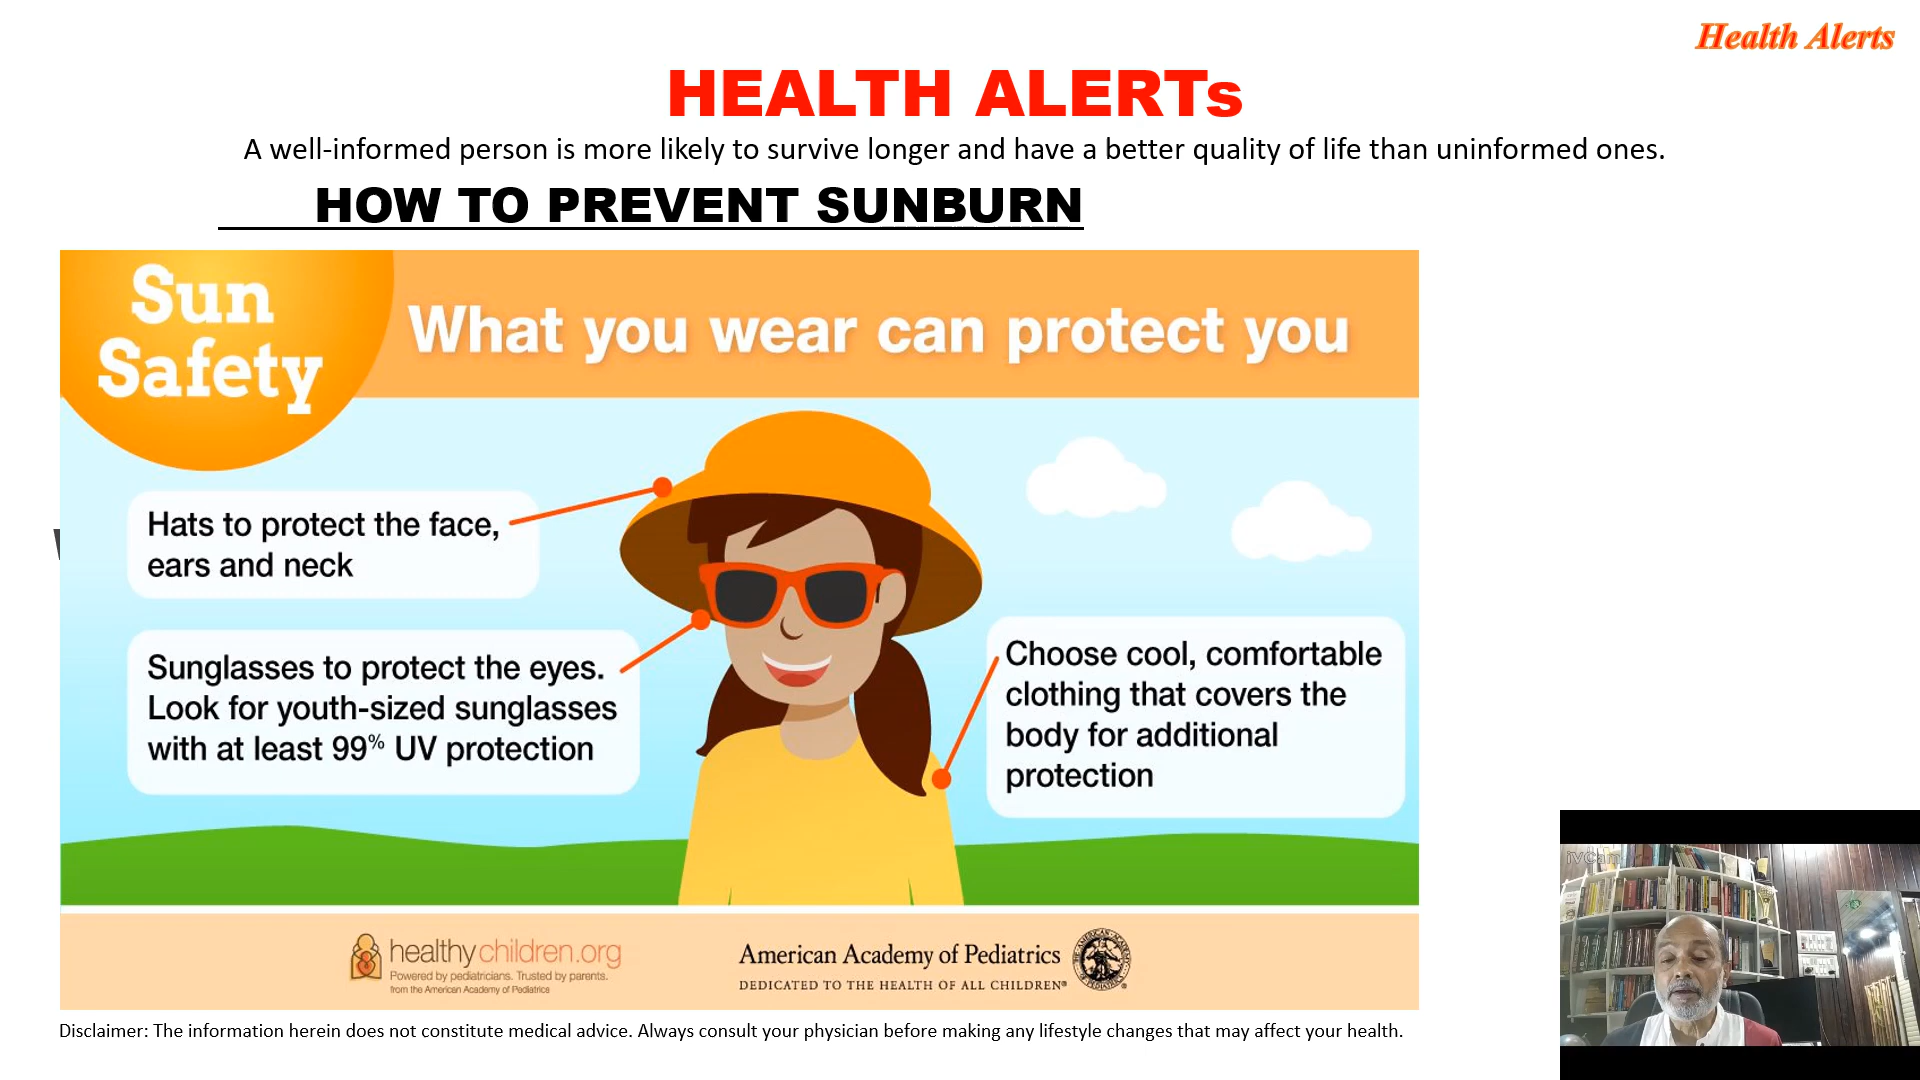 Health Alerts
HEALTH ALERTs
A well-informed person is more likely to survive longer and have a better quality of life than uninformed ones.
HOW TO PREVENT SUNBURN
Sun
Safety
What you wear can protect you
Hats to protect the face,
ears and neck
Sunglasses to protect the eyes.
Look for youth-sized sunglasses
with at least 99% UV protection
Choose cool, comfortable
clothing that covers the
body for additional
protection
healthychildren.org
Powered by pediatricians. Trusted by parents.
from the American Academy of Pediatrics
American Academy of Pediatrics
DEDICATED TO THE HEALTH OF ALL CHILDREN®
Disclaimer: The information herein does not constitute medical advice. Always consult your physician before making any lifestyle changes that may affect your health.
iVCam